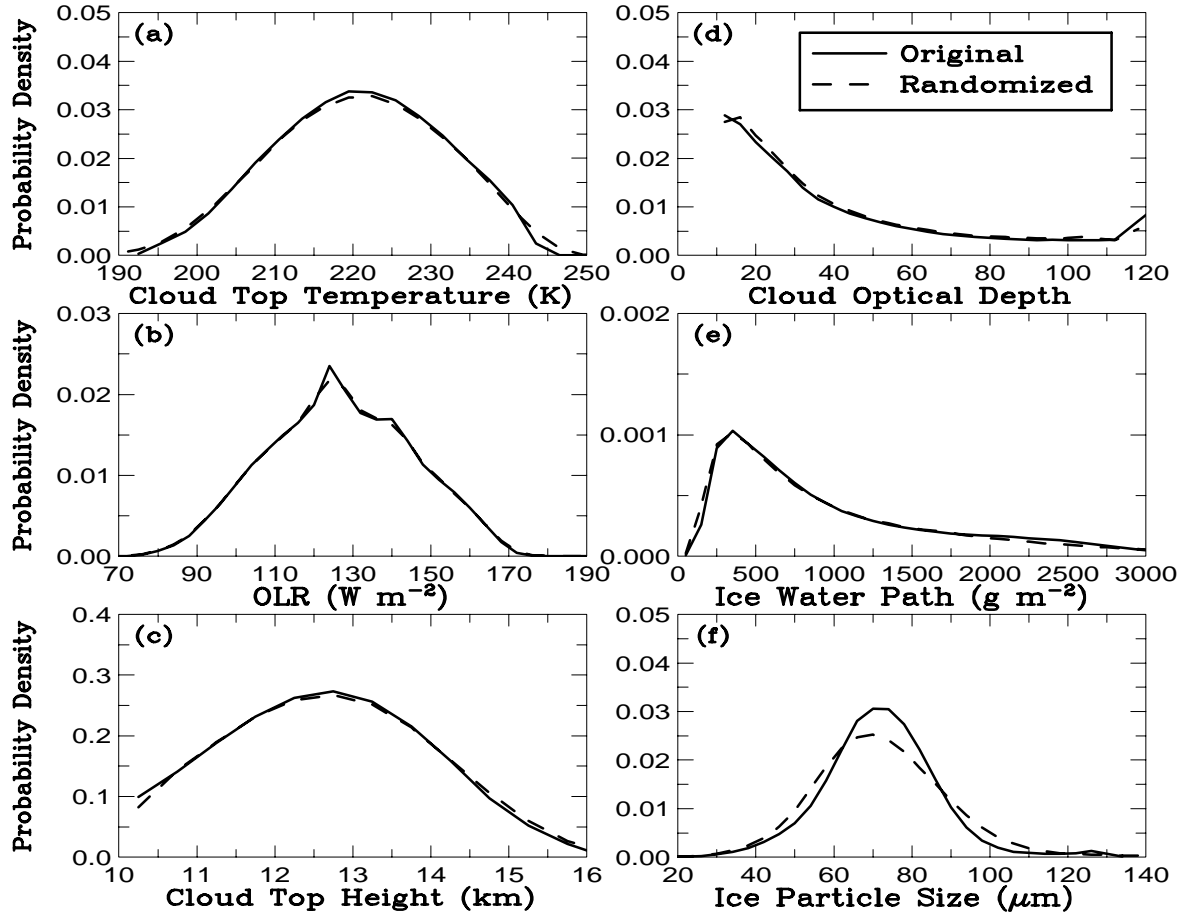 0.05
(a)
0.04
0.03
0.02
0.01
0.00
Probability Density
190 200 210 220 230 240 250
Cloud Top Temperature (K)
(d)
Original
Randomized
0.05
0.04
0.03
0.02
0.01
0.00
0 20 40 60 80 100 120
Cloud Optical Depth
0.03
(b)
0.02
0.01
0.00
Probability Density
70 90 110 130 150 170 190
OLR (W m⁻²)
0.002
(e)
0.001
0.000
0 500 1000 1500 2000 2500 3000
Ice Water Path (g m⁻²)
0.4
(c)
0.3
0.2
0.1
0.0
Probability Density
10 11 12 13 14 15 16
Cloud Top Height (km)
0.05
(f)
0.04
0.03
0.02
0.01
0.00
20 40 60 80 100 120 140
Ice Particle Size (μm)